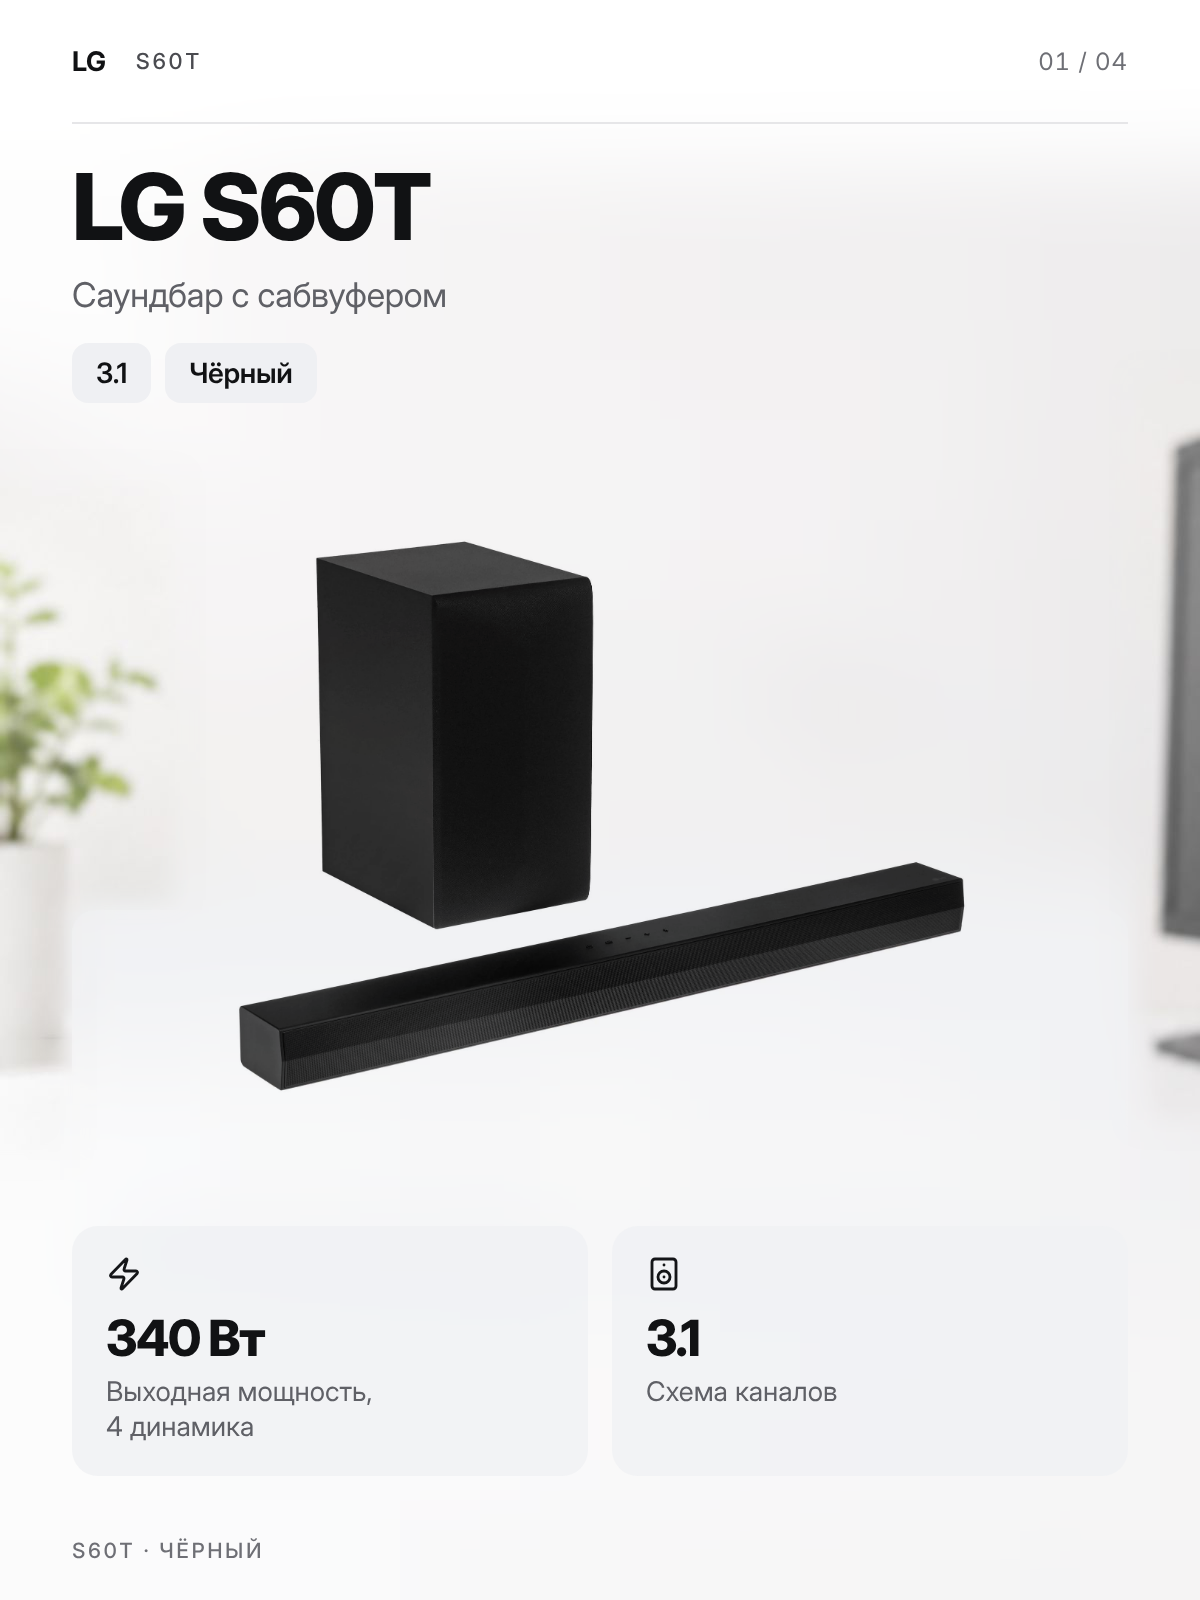 LG S60T 01 / 04
LG S60T
Саундбар с сабвуфером
3.1 Чёрный
340 Вт
Выходная мощность,
4 динамика
3.1
Схема каналов
S60T · ЧЁРНЫЙ